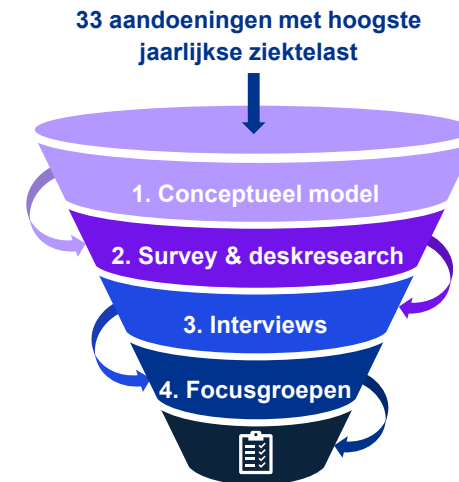 33 aandoeningen met hoogste
jaarlijkse ziektelast
1. Conceptueel model
2. Survey & deskresearch
3. Interviews
4. Focusgroepen